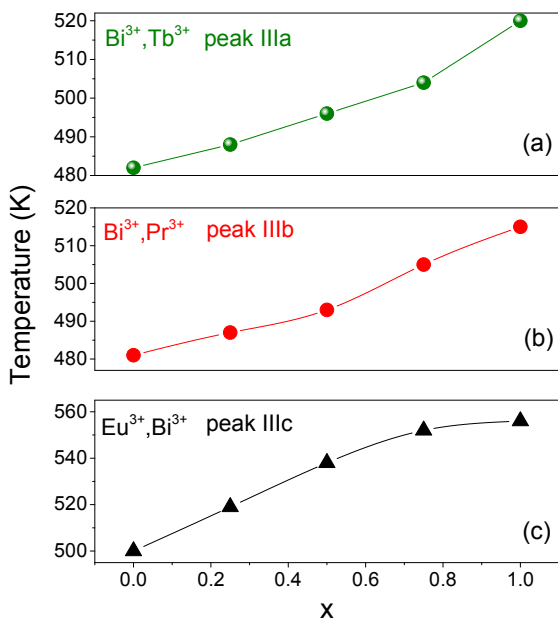 Temperature (K)
520
500
490
480
Bi³⁺,Tb³⁺ peak IIIa
(a)
520
510
500
490
480
Bi³⁺,Pr³⁺ peak IIIb
(b)
560
540
520
500
Eu³⁺,Bi³⁺ peak IIIc
(c)
0.0 0.2 0.4 0.6 0.8 1.0
x